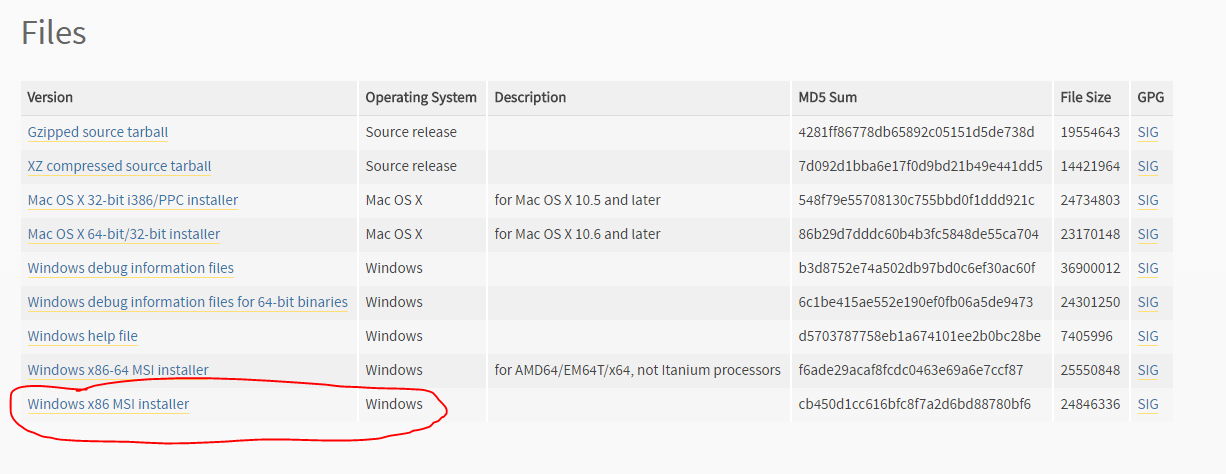 Files
Version Operating System Description MD5 Sum File Size GPG
Gzipped source tarball Source release 4281ff86778db65892c05151d5de738d 19554643 SIG
XZ compressed source tarball Source release 7d092d1bba6e17f0d9bd21b49e441dd5 14421964 SIG
Mac OS X 32-bit i386/PPC installer Mac OS X for Mac OS X 10.5 and later 548f79e55708130c755bbd0f1ddd921c 24734803 SIG
Mac OS X 64-bit/32-bit installer Mac OS X for Mac OS X 10.6 and later 86b29d7dddc60b4b3fc5848de55ca704 23170148 SIG
Windows debug information files Windows b3d8752e74a502db97bd0c6ef30ac60f 36900012 SIG
Windows debug information files for 64-bit binaries Windows 6c1be415ae552e190ef0fb06a5de9473 24301250 SIG
Windows help file Windows d5703787758eb1a674101ee2b0bc28be 7405996 SIG
Windows x86-64 MSI installer Windows for AMD64/EM64T/x64, not Itanium processors f6ade29acaf8fcdc0463e69a6e7ccf87 25550848 SIG
Windows x86 MSI installer Windows cb450d1cc616bfc8f7a2d6bd88780bf6 24846336 SIG